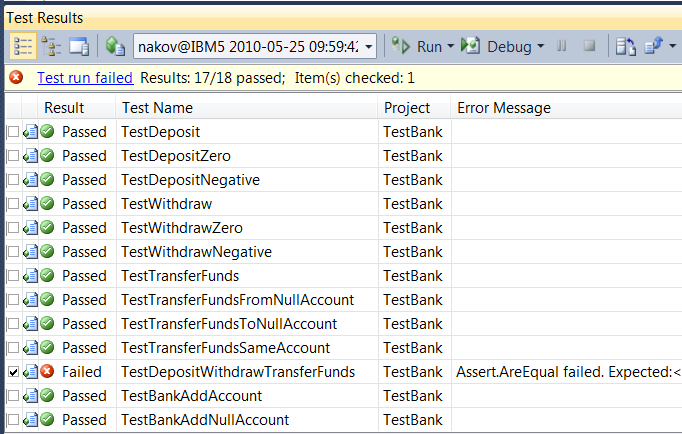 Test Results
nakov@IBM5 2010-05-25 09:59:42 Run Debug
Test run failed Results: 17/18 passed; Item(s) checked: 1
Result Test Name Project Error Message
Passed TestDeposit TestBank
Passed TestDepositZero TestBank
Passed TestDepositNegative TestBank
Passed TestWithdraw TestBank
Passed TestWithdrawZero TestBank
Passed TestWithdrawNegative TestBank
Passed TestTransferFunds TestBank
Passed TestTransferFundsFromNullAccount TestBank
Passed TestTransferFundsToNullAccount TestBank
Passed TestTransferFundsSameAccount TestBank
Failed TestDepositWithdrawTransferFunds TestBank Assert.AreEqual failed. Expected:<
Passed TestBankAddAccount TestBank
Passed TestBankAddNullAccount TestBank